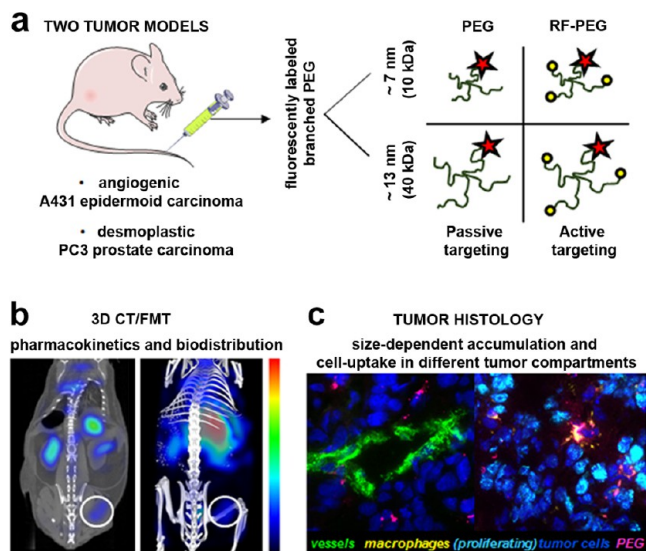 a
TWO TUMOR MODELS
• angiogenic
A431 epidermoid carcinoma
• desmoplastic
PC3 prostate carcinoma
fluorescently labeled
branched PEG
~ 7 nm
(10 kDa)
~ 13 nm
(40 kDa)
PEG
RF-PEG
Passive
targeting
Active
targeting
b
3D CT/FMT
pharmacokinetics and biodistribution
c
TUMOR HISTOLOGY
size-dependent accumulation and
cell-uptake in different tumor compartments
vessels macrophages (proliferating) tumor cells PEG